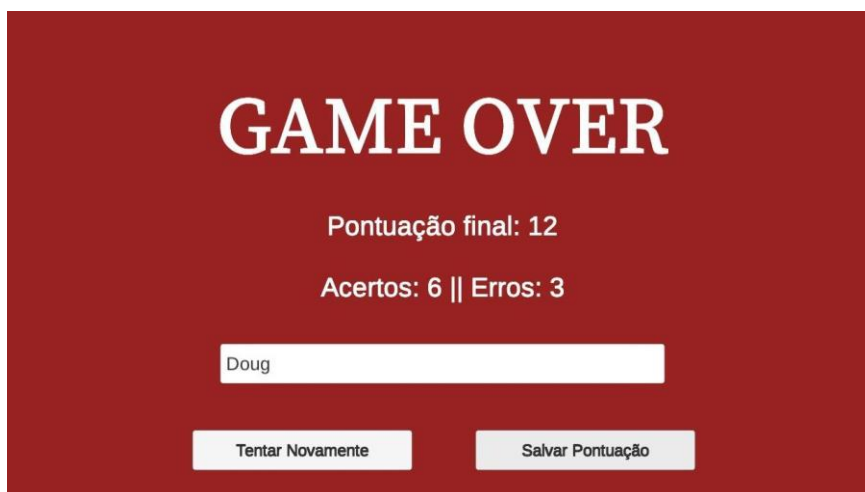 GAME OVER
Pontuação final: 12
Acertos: 6 || Erros: 3
Doug
Tentar Novamente
Salvar Pontuação